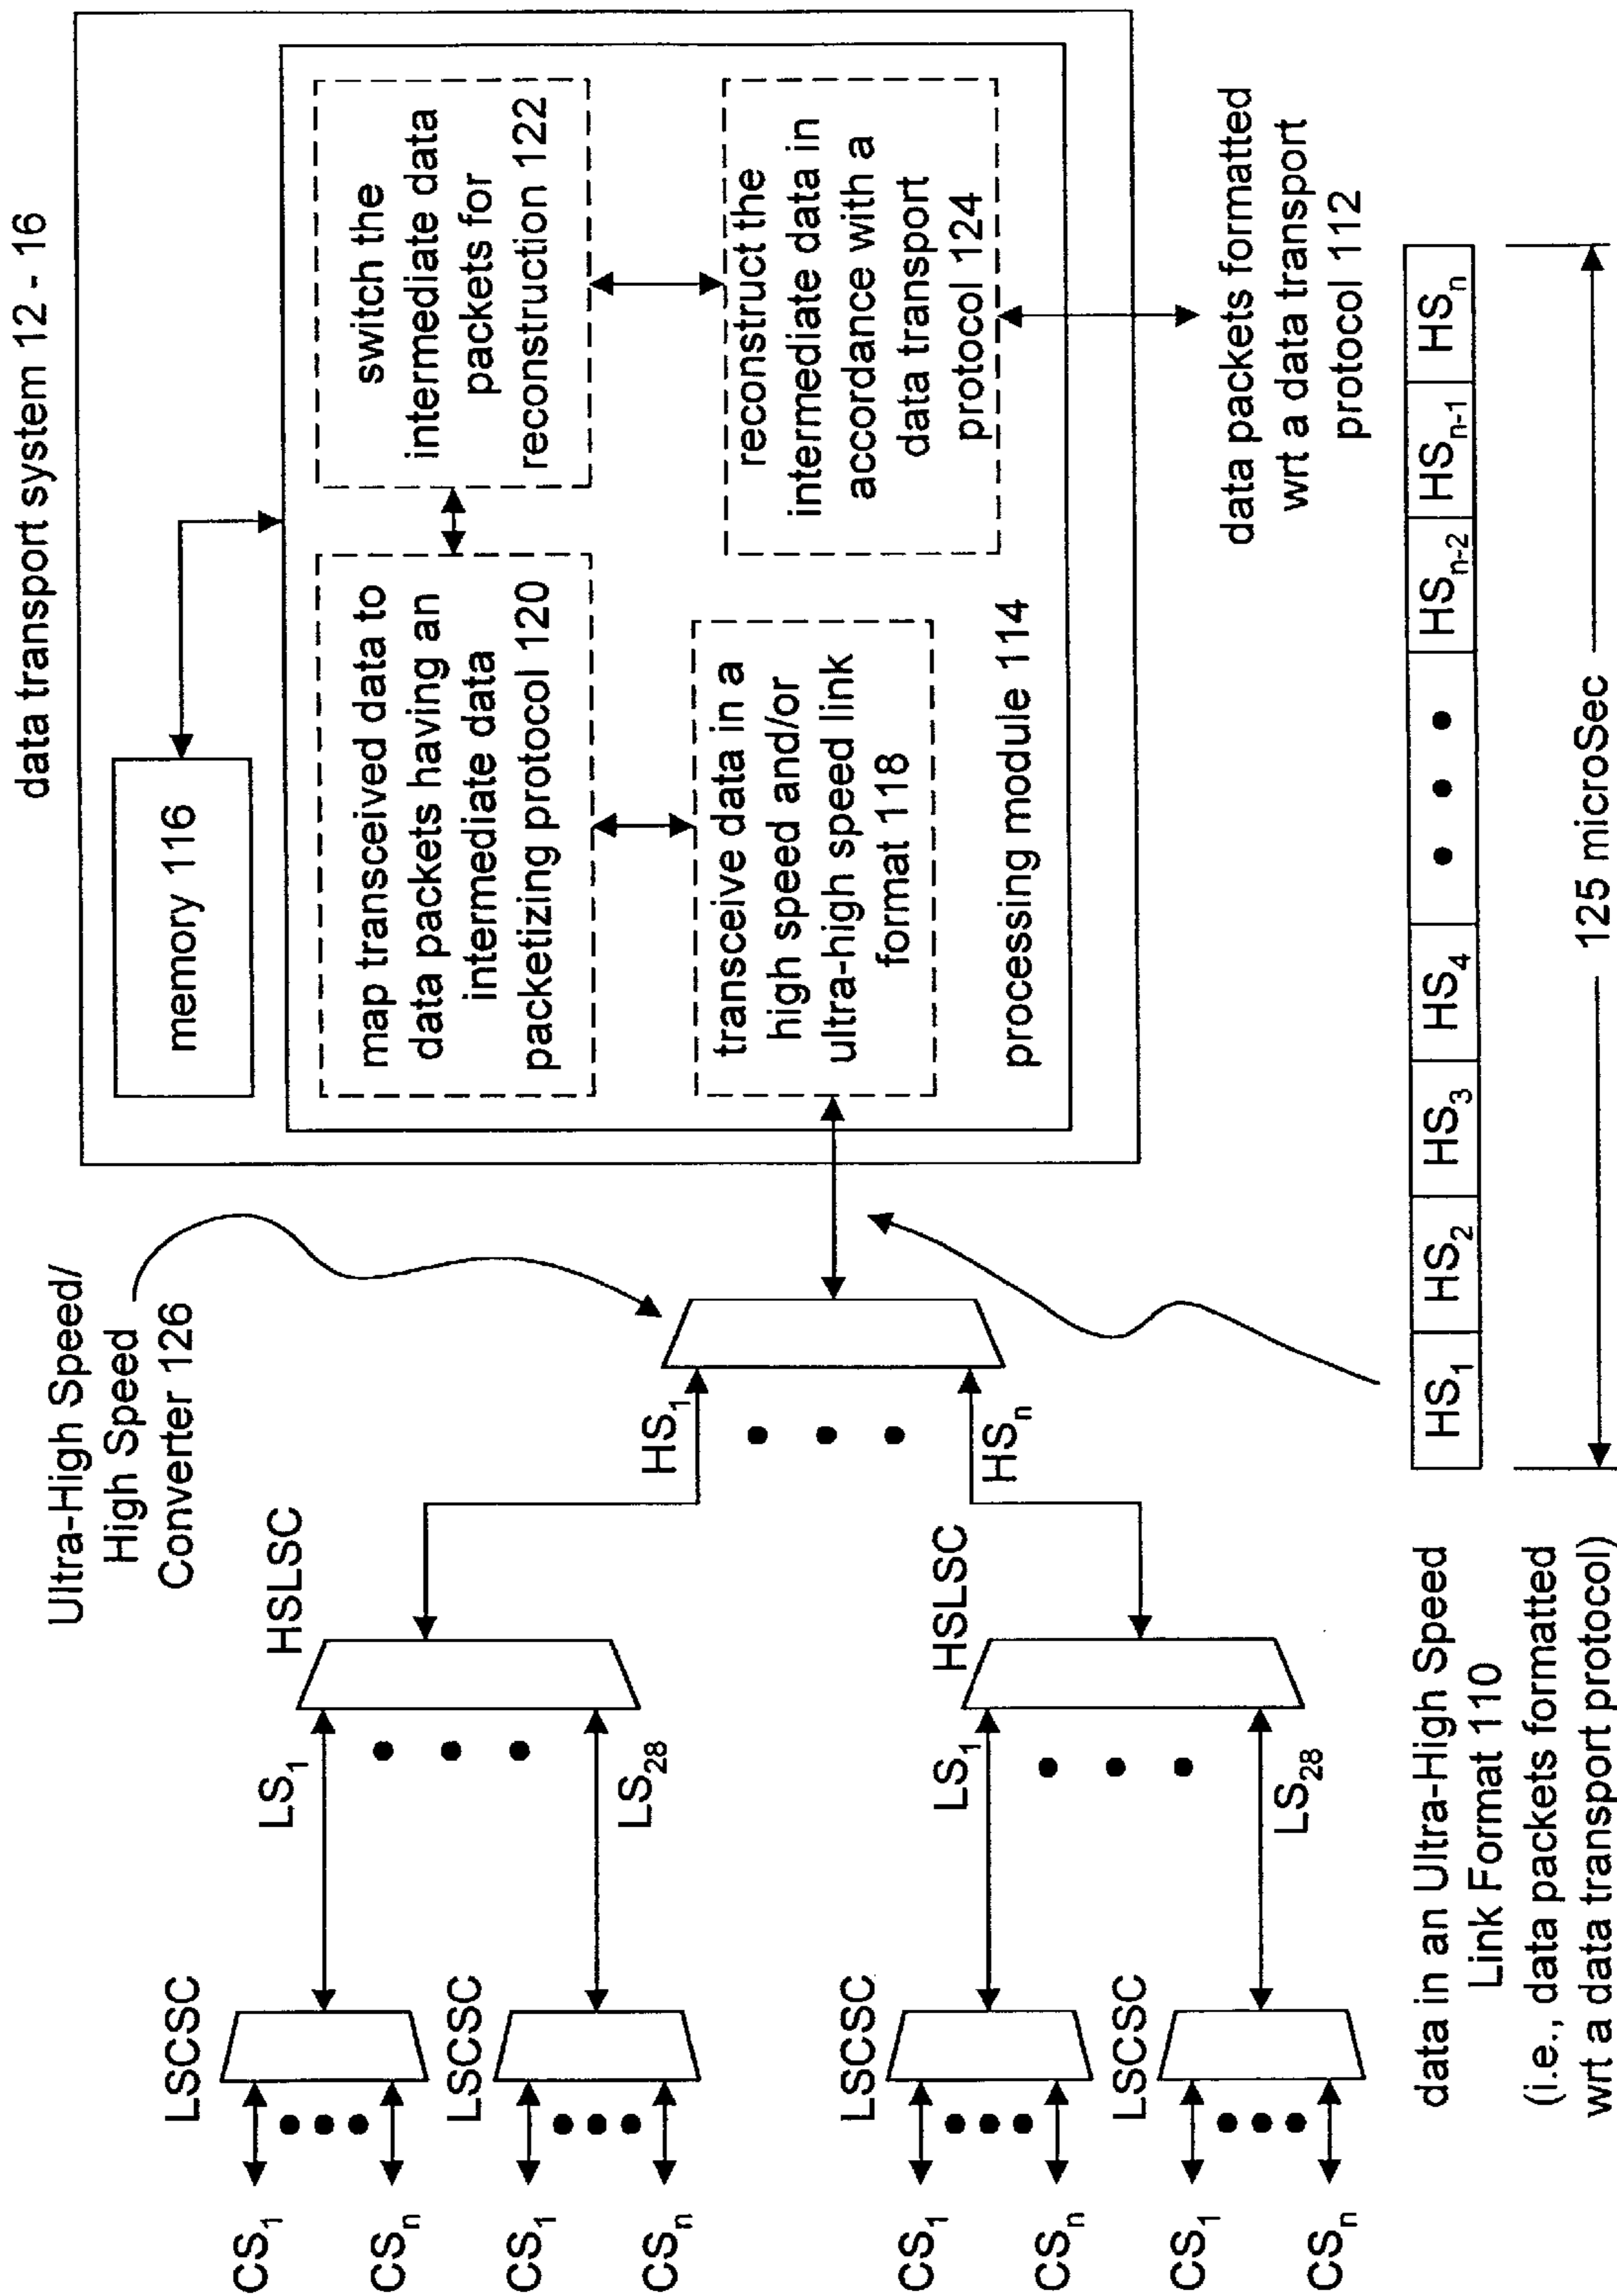 data transport system 12 - 16
memory 116
map transceived data to
data packets having an
intermediate data
packetizing protocol 120
switch the
intermediate data
packets for
reconstruction 122
transceive data in a
high speed and/or
ultra-high speed link
format 118
reconstruct the
intermediate data in
accordance with a
data transport
protocol 124
processing module 114
data packets formatted
wrt a data transport
protocol 112
Ultra-High Speed/
High Speed
Converter 126
HSLSC
HS₁
HSₙ
HSLSC
LS₁
LS₂₈
LS₁
LS₂₈
LSCSC
LSCSC
LSCSC
LSCSC
CS₁
CSₙ
CS₁
CSₙ
CS₁
CSₙ
CS₁
CSₙ
HS₁ HS₂ HS₃ HS₄ HSₙ₋₂ HSₙ₋₁ HSₙ
125 microSec
data in an Ultra-High Speed
Link Format 110
(i.e., data packets formatted
wrt a data transport protocol)